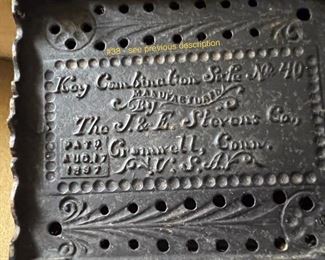 #38 - see previous description
Key Combination Safe No. 40
MANUFACTURED
By
The J & E. Stevens Co,
Cromwell, Conn.
U.S.A.
PATD
AUG. 17
1897